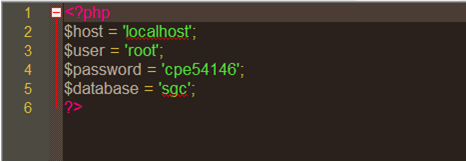 1 <?php
2 $host = 'localhost';
3 $user = 'root';
4 $password = 'cpe54146';
5 $database = 'sgc';
6 ?>